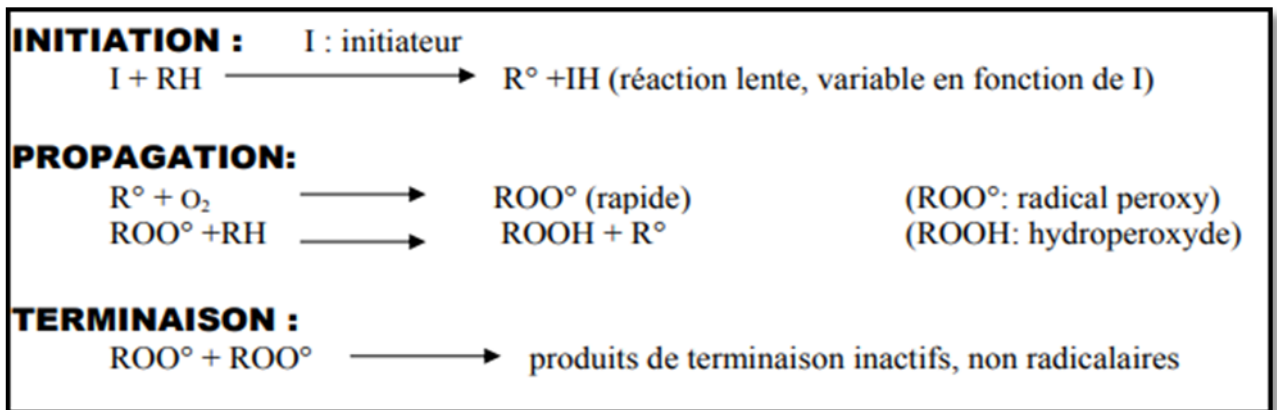 INITIATION : I : initiateur
I + RH R° +IH (réaction lente, variable en fonction de I)
PROPAGATION:
R° + O₂ ROO° (rapide) (ROO°: radical peroxy)
ROO° +RH ROOH + R° (ROOH: hydroperoxyde)
TERMINAISON :
ROO° + ROO° produits de terminaison inactifs, non radicalaires